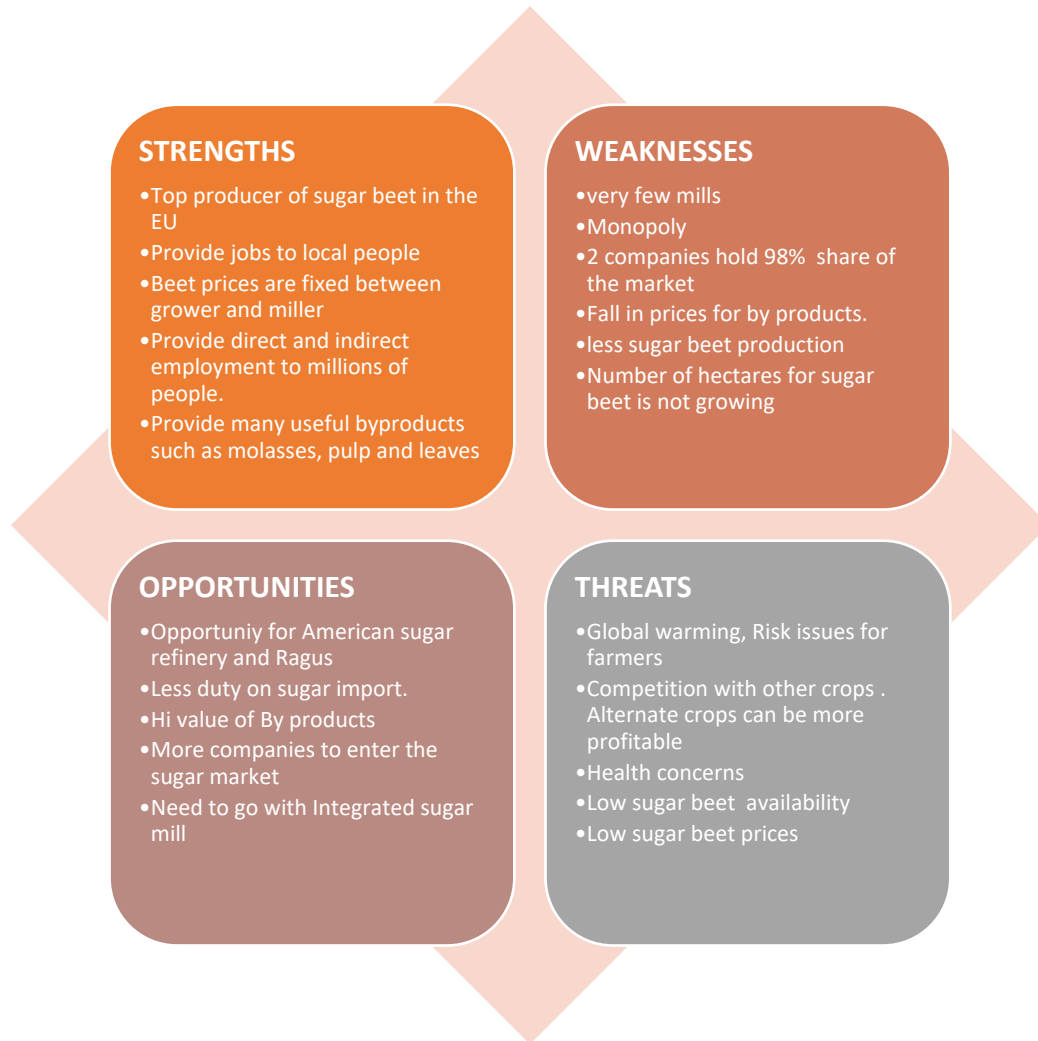 STRENGTHS
•Top producer of sugar beet in the
EU
•Provide jobs to local people
•Beet prices are fixed between
grower and miller
•Provide direct and indirect
employment to millions of
people.
•Provide many useful byproducts
such as molasses, pulp and leaves
WEAKNESSES
•very few mills
•Monopoly
•2 companies hold 98%  share of
the market
•Fall in prices for by products.
•less sugar beet production
•Number of hectares for sugar
beet is not growing
OPPORTUNITIES
•Opportuniy for American sugar
refinery and Ragus
•Less duty on sugar import.
•Hi value of By products
•More companies to enter the
sugar market
•Need to go with Integrated sugar
mill
THREATS
•Global warming, Risk issues for
farmers
•Competition with other crops .
Alternate crops can be more
profitable
•Health concerns
•Low sugar beet  availability
•Low sugar beet prices